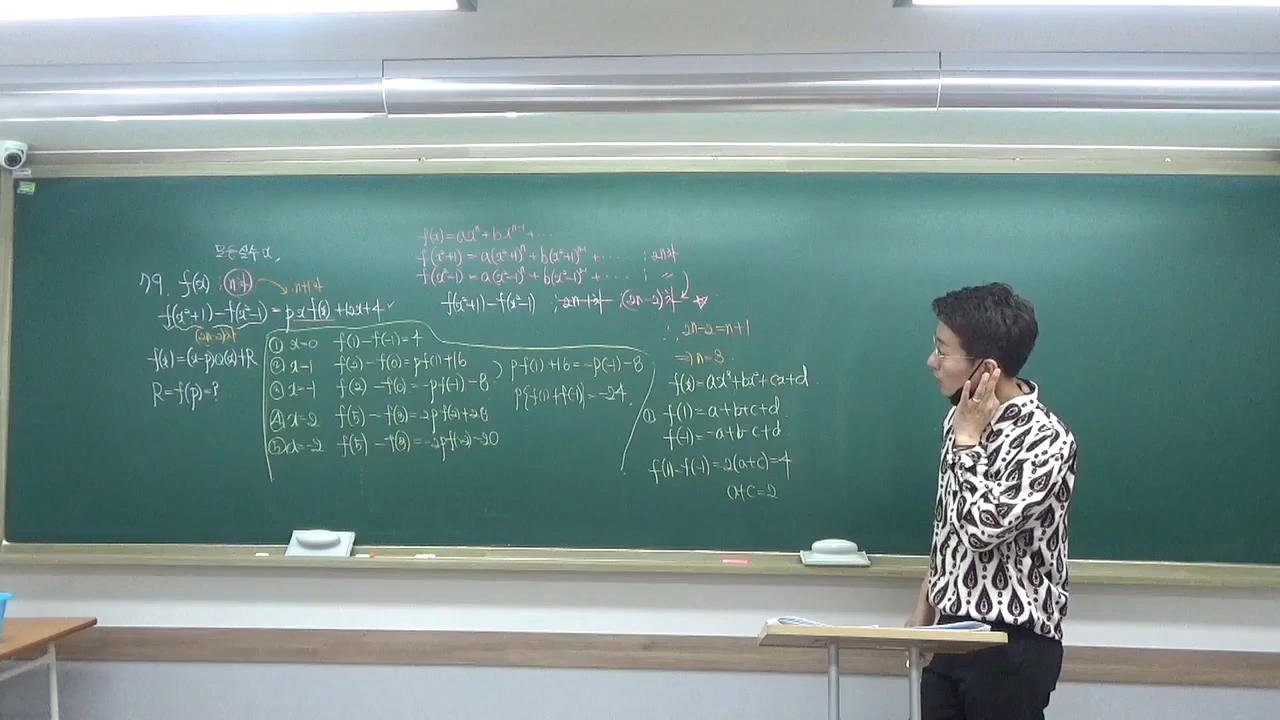 모든 실수 x,
79. f(x) : n차 → n+1차
f(x²+1)-f(x²-1) = px f(x)+12x+4
(2n-2)차
f(x)=(x-p)Q(x)+R
R=f(p)=?
① x=0 f(1)-f(-1)=4
② x=1 f(2)-f(0)=pf(1)+16
③ x=-1 f(2)-f(0)=-pf(-1)-8
④ x=2 f(5)-f(3)=2pf(2)+28
⑤ x=-2 f(5)-f(3)=-2pf(-2)-20
pf(1)+16=-pf(-1)-8
p{f(1)+f(-1)}=-24.
f(x)=axⁿ+bxⁿ⁻¹+...
f(x²+1)=a(x²+1)ⁿ+b(x²+1)ⁿ⁻¹+...... ; 2n차
f(x²-1)=a(x²-1)ⁿ+b(x²-1)ⁿ⁻¹+...... ; 〃
f(x²+1)-f(x²-1) ; (2n-2)차
∴ 2n-2=n+1
⇒ n=3.
f(x)=ax³+bx²+cx+d
① f(1)=a+b+c+d
f(-1)=-a+b-c+d
f(1)-f(-1)=2(a+c)=4
a+c=2